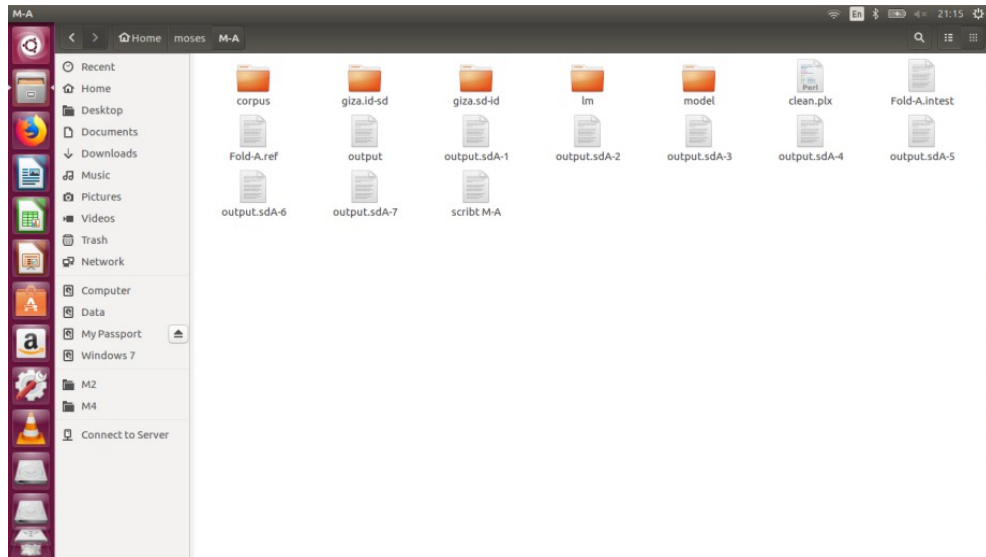 M-A
En
21:15
Home moses M-A
Recent
Home
Desktop
Documents
Downloads
Music
Pictures
Videos
Trash
Network
Computer
Data
My Passport
Windows 7
M2
M4
Connect to Server
corpus giza.id-sd giza.sd-id lm model clean.plx Fold-A.intest
Perl
Fold-A.ref output output.sdA-1 output.sdA-2 output.sdA-3 output.sdA-4 output.sdA-5
output.sdA-6 output.sdA-7 scribt M-A
A
a